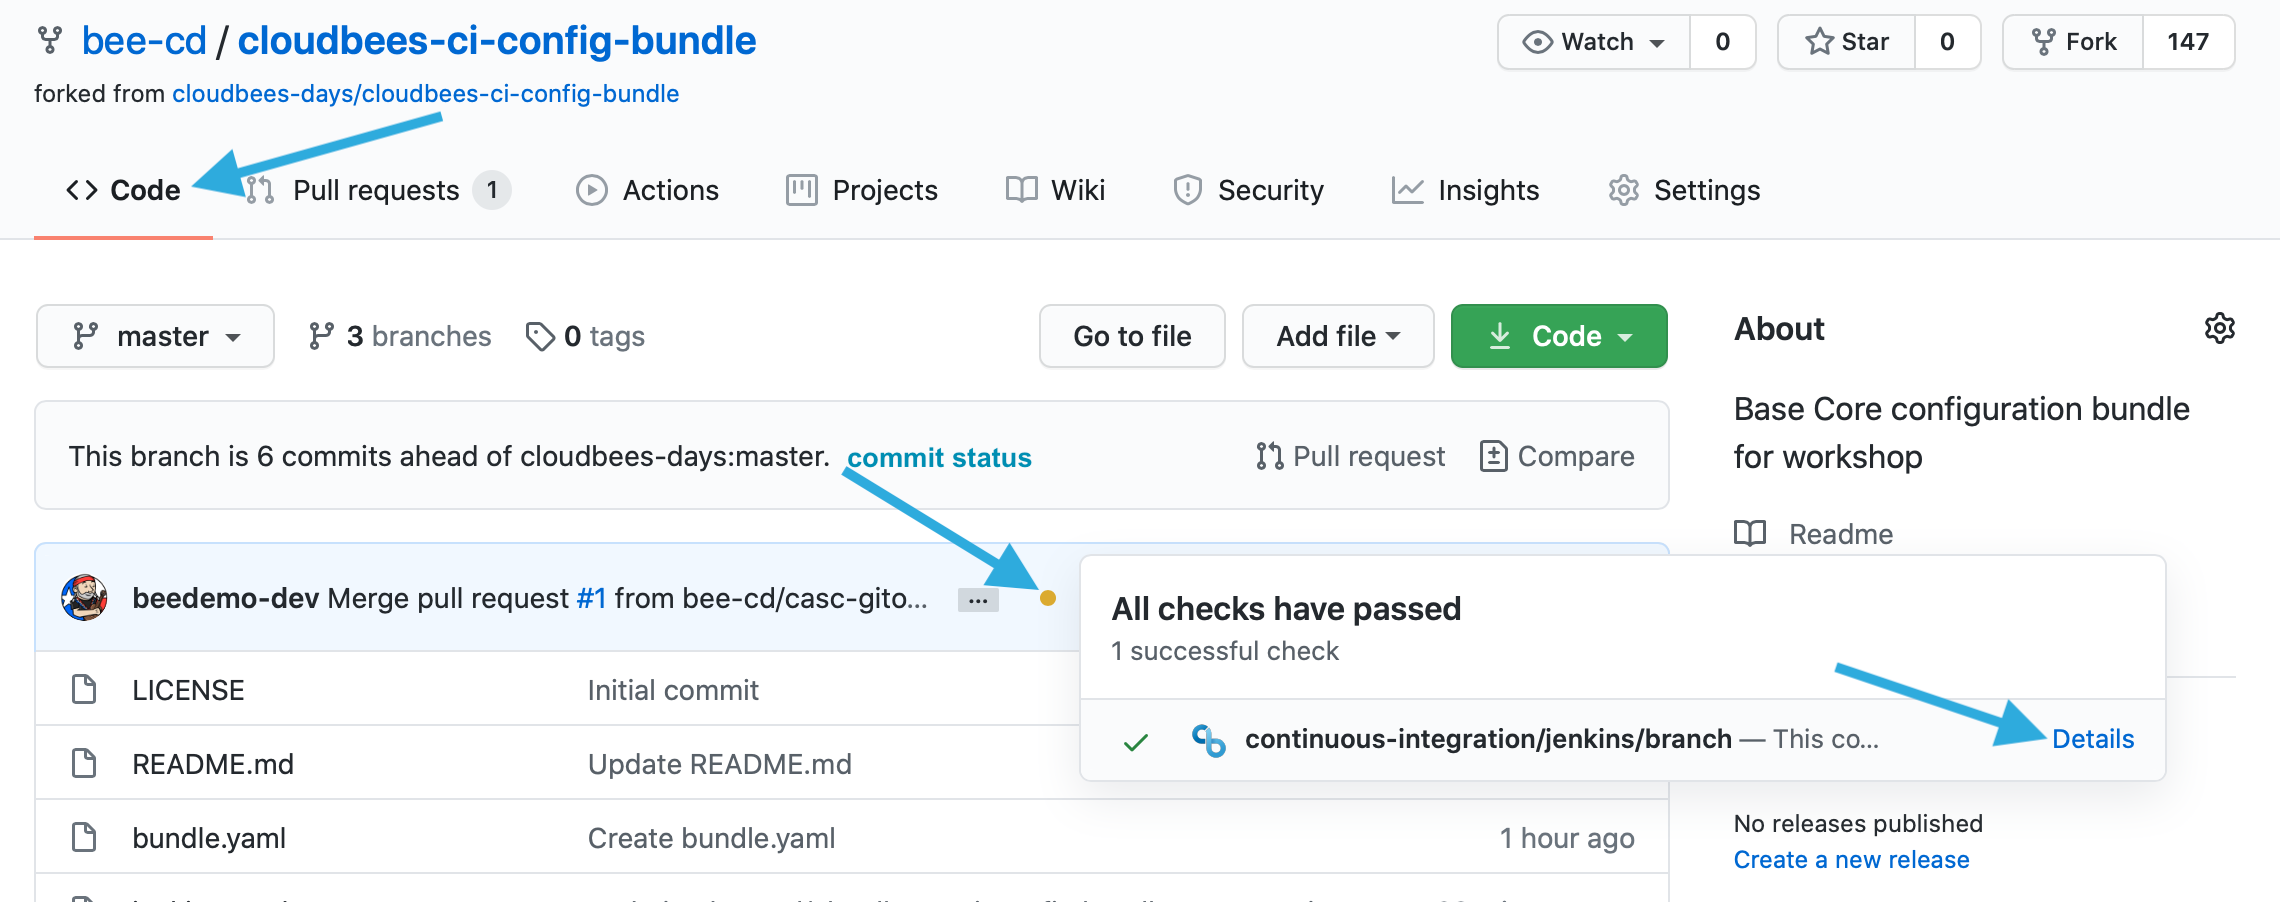 bee-cd / cloudbees-ci-config-bundle
Watch 0 Star 0 Fork 147
forked from cloudbees-days/cloudbees-ci-config-bundle
Code Pull requests 1 Actions Projects Wiki Security Insights Settings
master 3 branches 0 tags Go to file Add file Code
About
Base Core configuration bundle
for workshop
Readme
This branch is 6 commits ahead of cloudbees-days:master. commit status Pull request Compare
beedemo-dev Merge pull request #1 from bee-cd/casc-gito... ...
All checks have passed
1 successful check
continuous-integration/jenkins/branch — This co... Details
LICENSE Initial commit
README.md Update README.md
bundle.yaml Create bundle.yaml 1 hour ago
No releases published
Create a new release